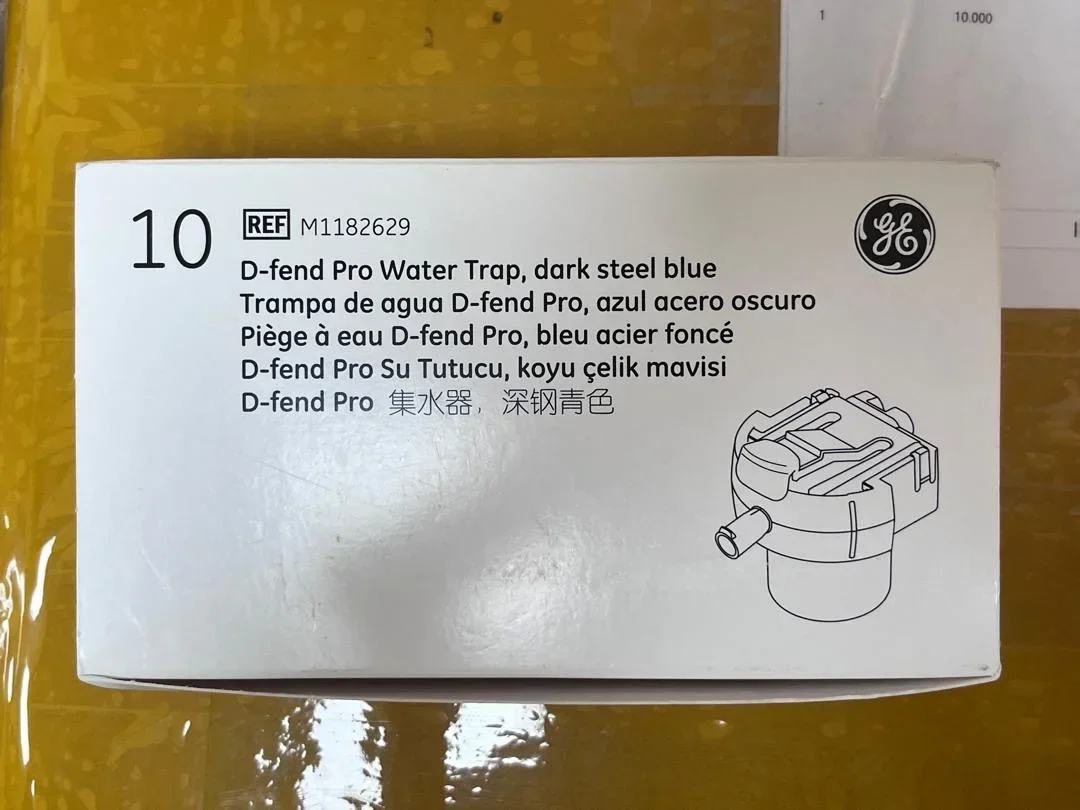 1 10.000
10
REF M1182629
GE
D-fend Pro Water Trap, dark steel blue
Trampa de agua D-fend Pro, azul acero oscuro
Piège à eau D-fend Pro, bleu acier foncé
D-fend Pro Su Tutucu, koyu çelik mavisi
D-fend Pro 集水器，深钢青色